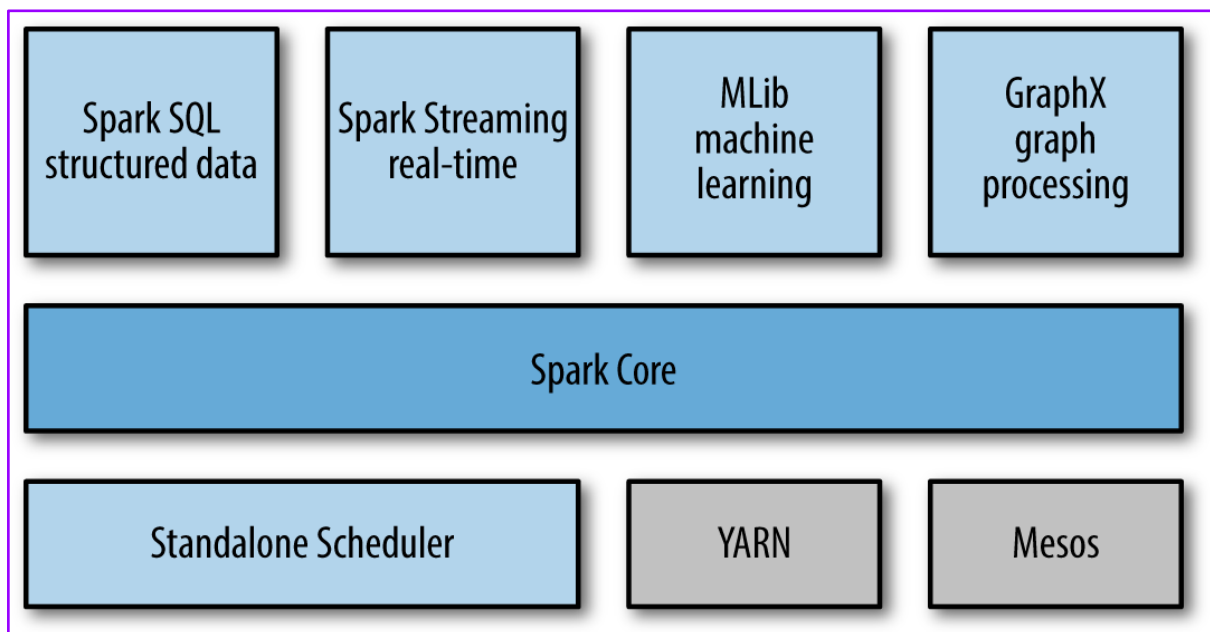 Spark SQL
structured data
Spark Streaming
real-time
MLib
machine
learning
GraphX
graph
processing
Spark Core
Standalone Scheduler
YARN
Mesos